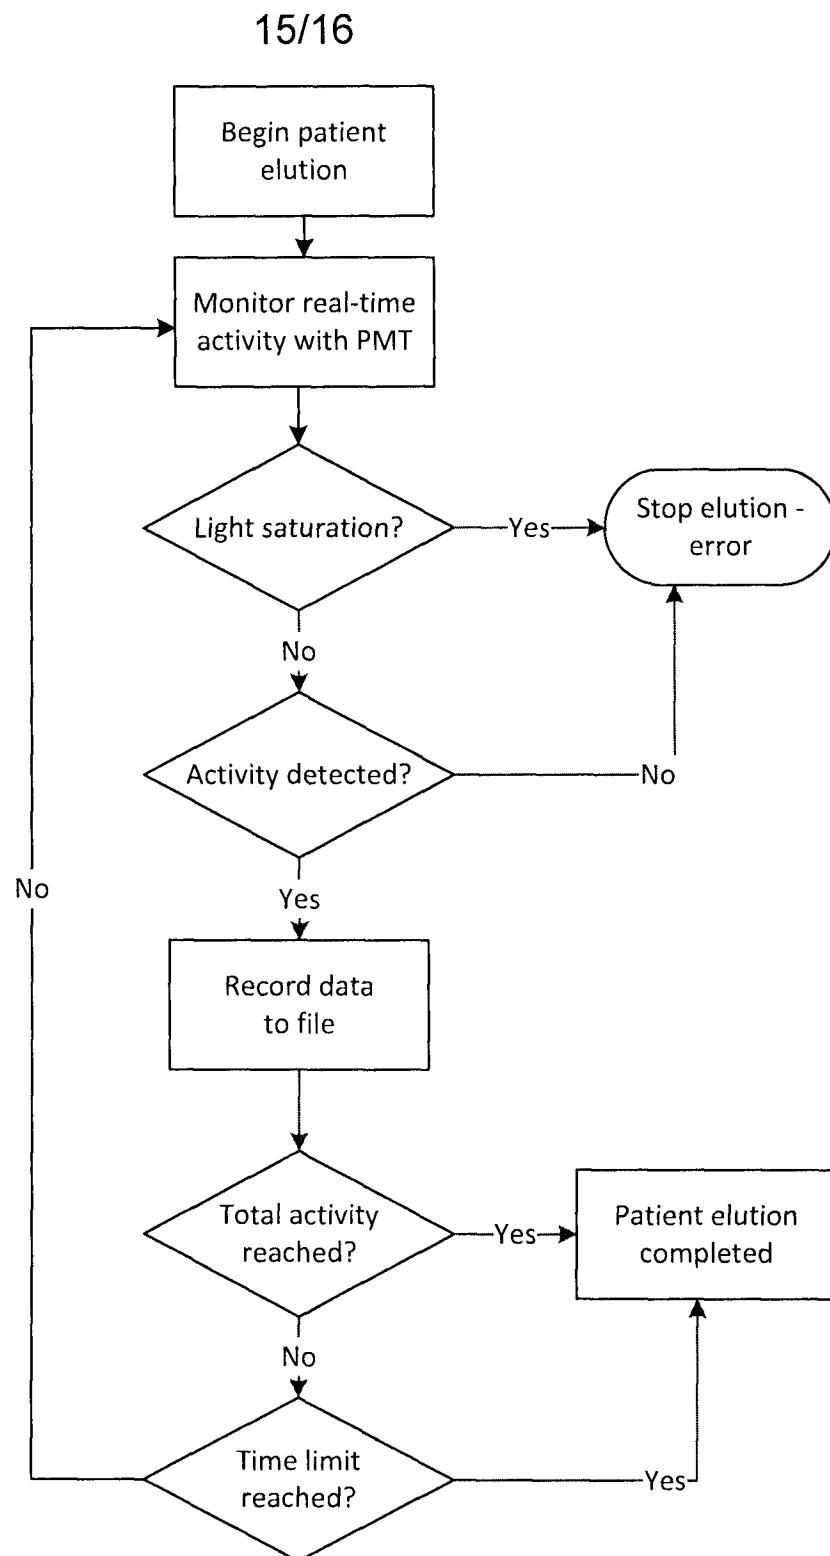 15/16
Begin patient
elution
Monitor real-time
activity with PMT
Light saturation?
Yes
Stop elution -
error
No
Activity detected?
No
Yes
No
Record data
to file
Total activity
reached?
Yes
Patient elution
completed
No
Time limit
reached?
Yes